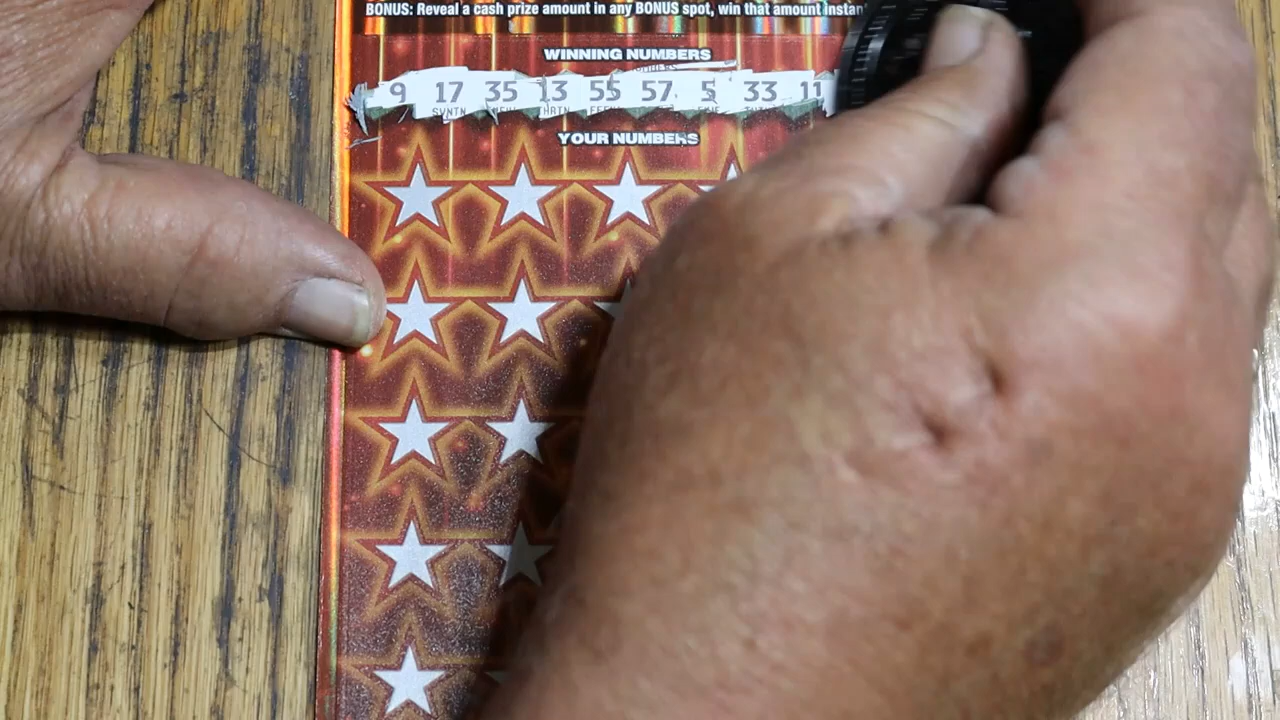 BONUS: Reveal a cash prize amount in any BONUS spot, win that amount instan
WINNING NUMBERS
9 17 35 13 55 57 5 33 11
SVNTN
YOUR NUMBERS